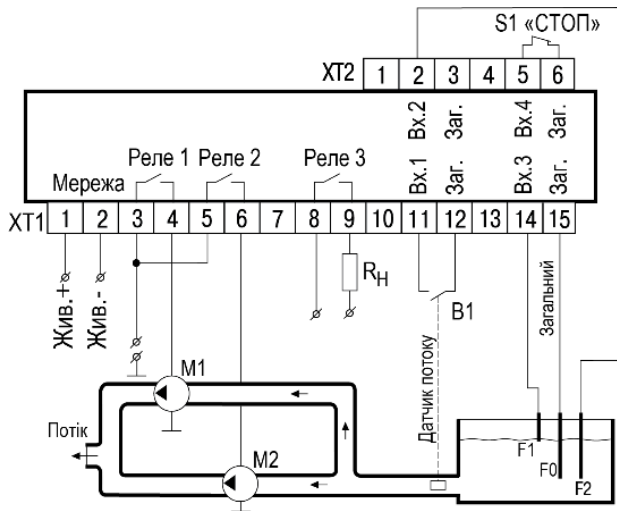 S1 «СТОП»
XT2 1 2 3 4 5 6
Вх.2 Заг. Вх.4 Заг.
Реле 1 Реле 2 Реле 3
Вх.1 Заг. Вх.3 Заг.
Мережа
XT1 1 2 3 4 5 6 7 8 9 10 11 12 13 14 15
Жив.+
Жив.-
RН
B1
Датчик потоку
Загальний
M1
Потік
M2
F1
F0
F2